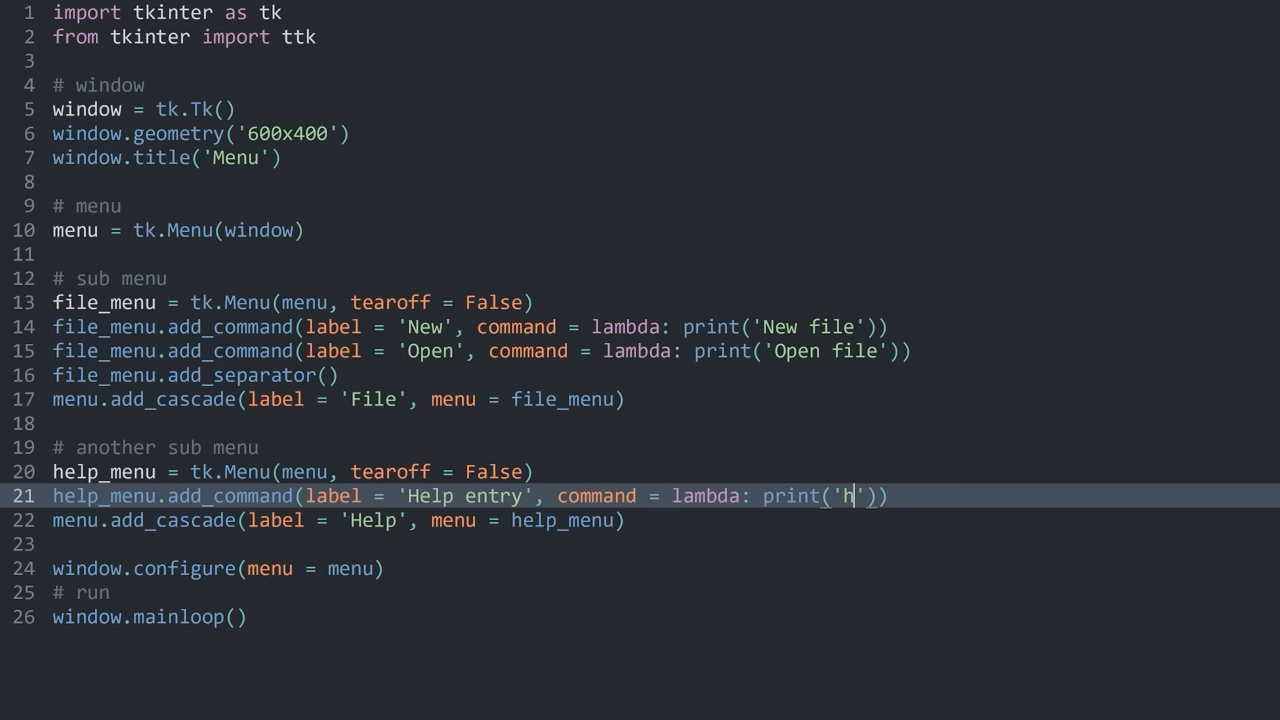 1 import tkinter as tk
2 from tkinter import ttk
3
4 # window
5 window = tk.Tk()
6 window.geometry('600x400')
7 window.title('Menu')
8
9 # menu
10 menu = tk.Menu(window)
11
12 # sub menu
13 file_menu = tk.Menu(menu, tearoff = False)
14 file_menu.add_command(label = 'New', command = lambda: print('New file'))
15 file_menu.add_command(label = 'Open', command = lambda: print('Open file'))
16 file_menu.add_separator()
17 menu.add_cascade(label = 'File', menu = file_menu)
18
19 # another sub menu
20 help_menu = tk.Menu(menu, tearoff = False)
21 help_menu.add_command(label = 'Help entry', command = lambda: print('h'))
22 menu.add_cascade(label = 'Help', menu = help_menu)
23
24 window.configure(menu = menu)
25 # run
26 window.mainloop()